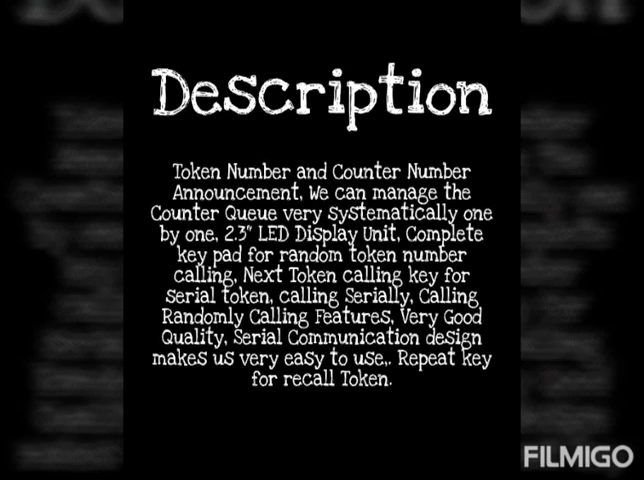 Description
Token Number and Counter Number
Announcement, We can manage the
Counter Queue very systematically one
by one, 2.3" LED Display Unit, Complete
key pad for random token number
calling, Next Token calling key for
serial token, calling Serially, Calling
Randomly Calling Features, Very Good
Quality, Serial Communication design
makes us very easy to use,. Repeat key
for recall Token.
FILMIGO